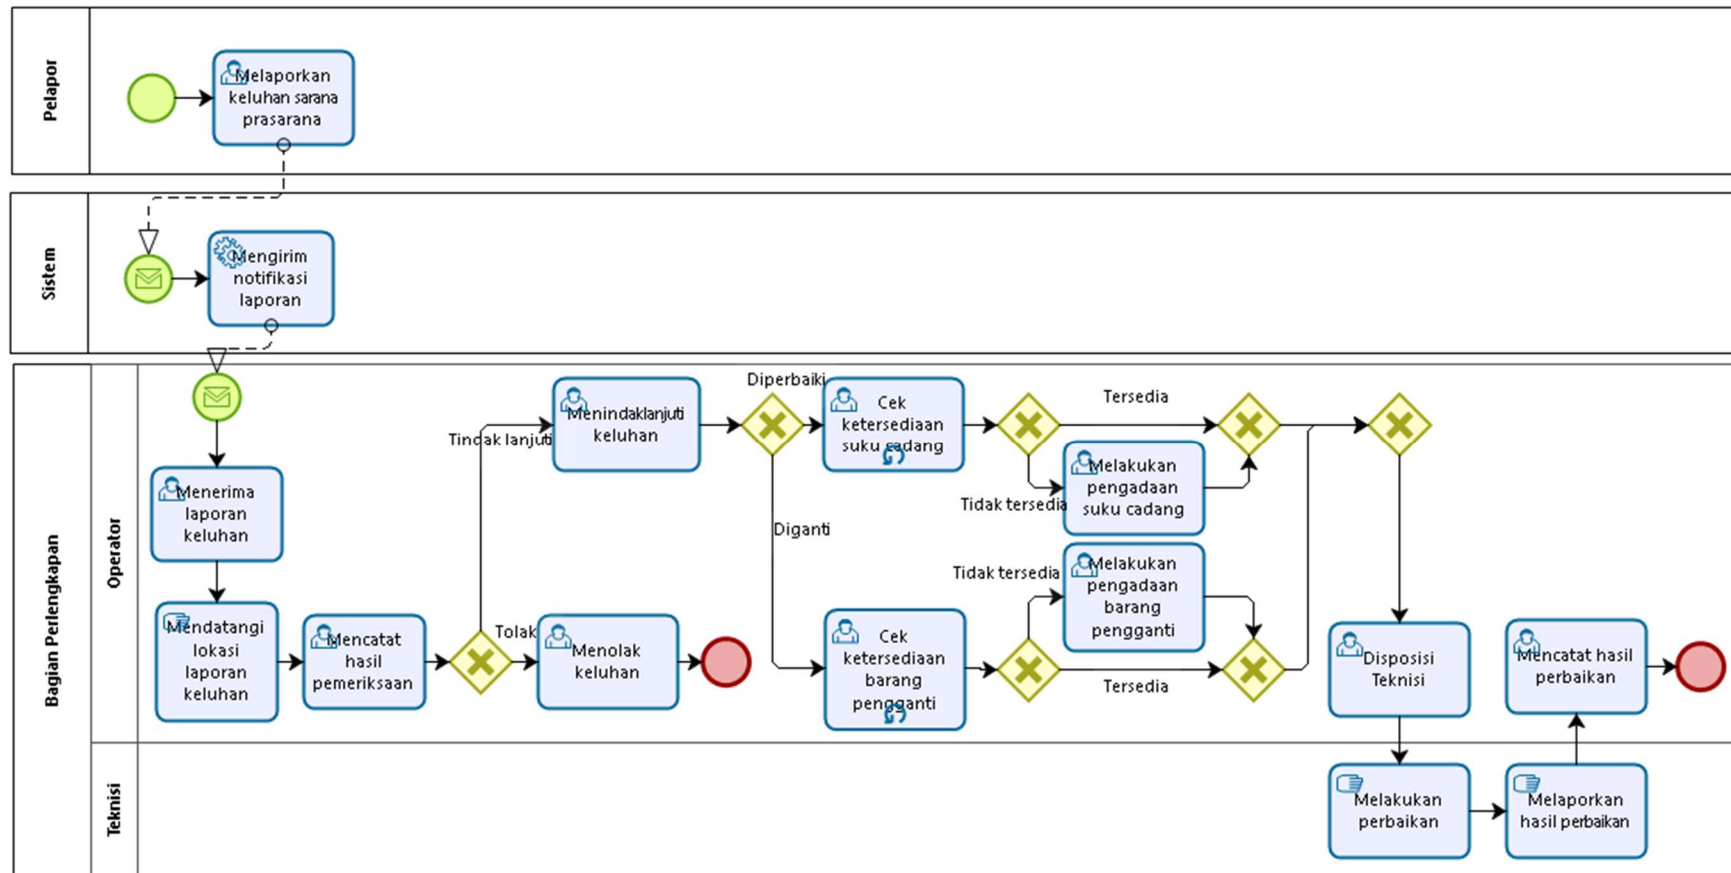 Pelapor
Melaporkan
keluhan sarana
prasarana
Sistem
Mengirim
notifikasi
laporan
Bagian Perlengkapan
Operator
Menerima
laporan
keluhan
Mendatangi
lokasi
laporan
keluhan
Mencatat
hasil
pemeriksaan
Tindak lanjuti
Tolak
Menindaklanjuti
keluhan
Menolak
keluhan
Diperbaiki
Diganti
Cek
ketersediaan
suku cadang
Cek
ketersediaan
barang
pengganti
Tersedia
Tidak tersedia
Melakukan
pengadaan
suku cadang
Tidak tersedia
Melakukan
pengadaan
barang
pengganti
Tersedia
Disposisi
Teknisi
Mencatat hasil
perbaikan
Teknisi
Melakukan
perbaikan
Melaporkan
hasil perbaikan